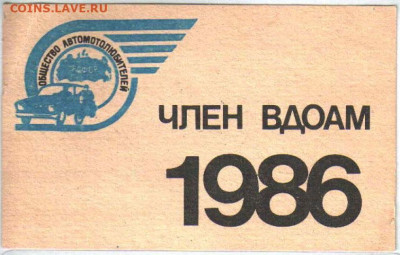 COINS.LAVE.RU
ОБЩЕСТВО АВТОМОТОЛЮБИТЕЛЕЙ
ЧЛЕН ВДОАМ
1986